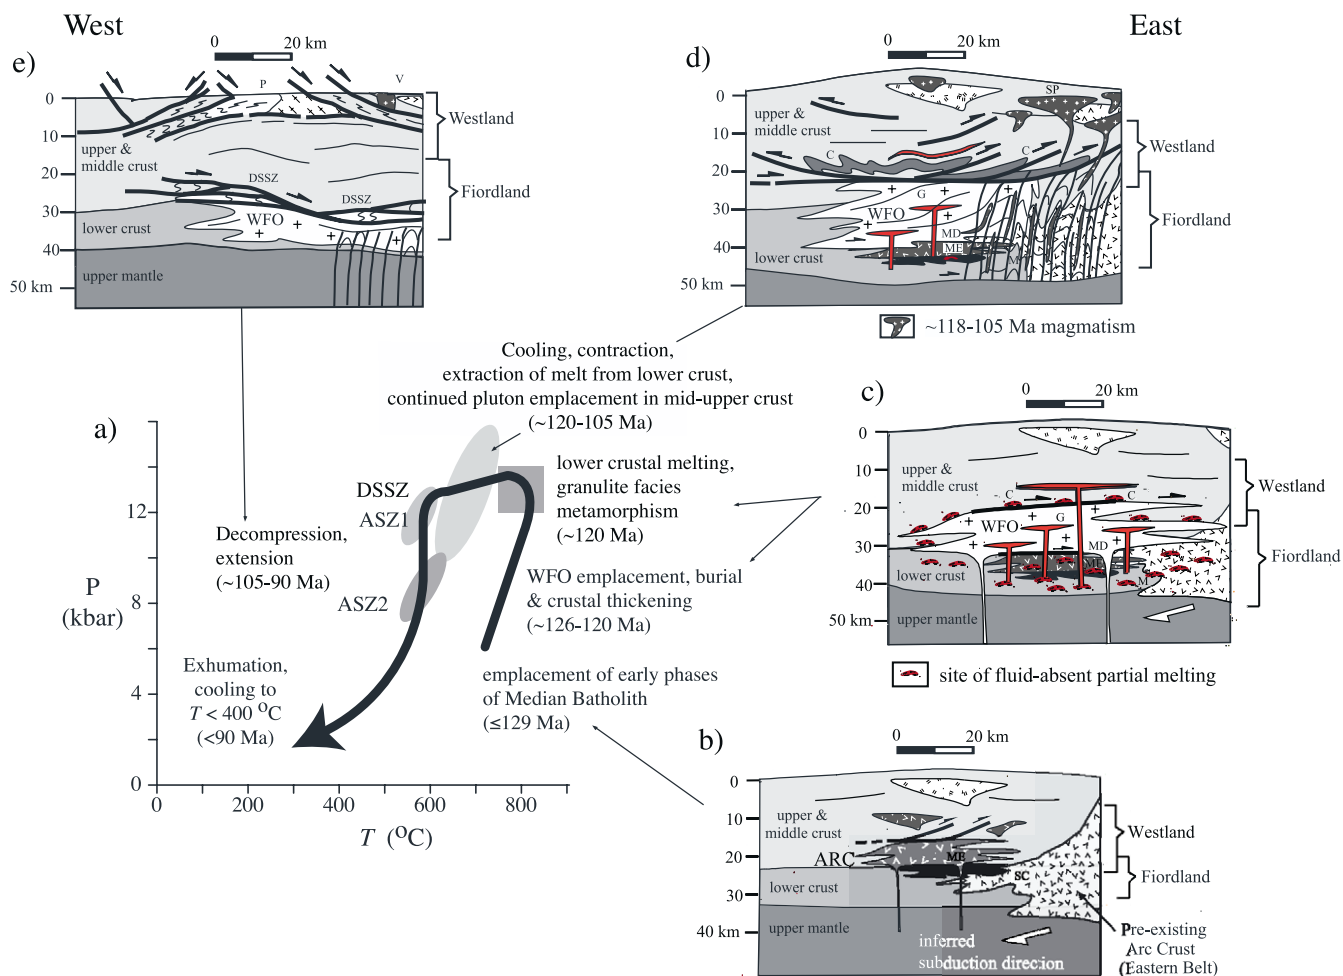 West
East
0 20 km
e)
P
V
0
10
20
30
40
50 km
upper &
middle crust
DSSZ
DSSZ
WFO
lower crust
upper mantle
Westland
Fiordland
0 20 km
d)
SP
0
10
20
30
40
50 km
upper &
middle crust
C
C
G
WFO
MD
ME
M
lower crust
Westland
Fiordland
~118-105 Ma magmatism
Cooling, contraction,
extraction of melt from lower crust,
continued pluton emplacement in mid-upper crust
(~120-105 Ma)
0 20 km
c)
0
10
20
30
40
50 km
upper &
middle crust
C
C
G
WFO
MD
ME
M
lower crust
upper mantle
Westland
Fiordland
site of fluid-absent partial melting
a)
DSSZ
ASZ1
ASZ2
lower crustal melting,
granulite facies
metamorphism
(~120 Ma)
Decompression,
extension
(~105-90 Ma)
WFO emplacement, burial
& crustal thickening
(~126-120 Ma)
Exhumation,
cooling to
T < 400 °C
(<90 Ma)
emplacement of early phases
of Median Batholith
(≤129 Ma)
P
(kbar)
12
8
4
0
0 200 400 600 800
T (°C)
b)
0 20 km
0
10
20
30
40 km
upper &
middle crust
ARC
ME
SC
lower crust
upper mantle
inferred
subduction direction
Westland
Fiordland
Pre-existing
Arc Crust
(Eastern Belt)